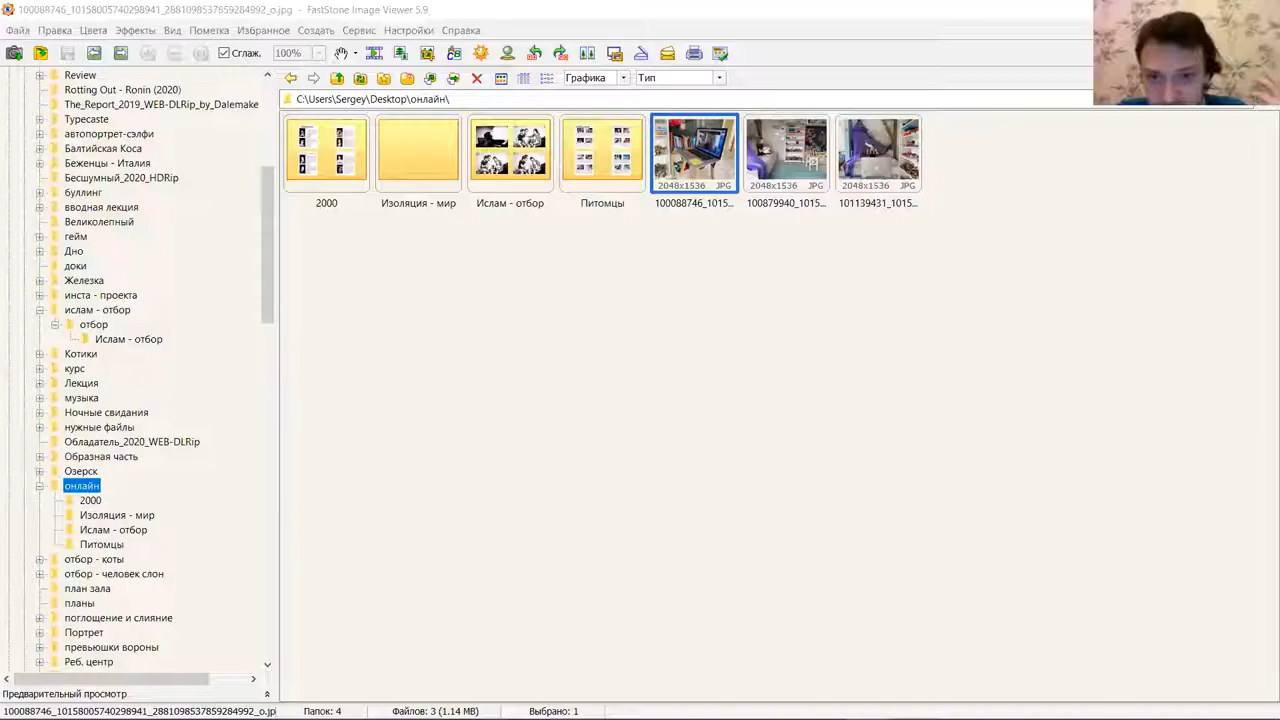 100088746_10158005740298941_2881098537859284992_o.jpg - FastStone Image Viewer 5.9
Файл Правка Цвета Эффекты Вид Пометка Избранное Создать Сервис Настройки Справка
Сглаж. 100%
Графика Тип
C:\Users\Sergey\Desktop\онлайн\
Review
Rotting Out - Ronin (2020)
The_Report_2019_WEB-DLRip_by_Dalemake
Typecaste
автопортрет-сэлфи
Балтийская Коса
Беженцы - Италия
Бесшумный_2020_HDRip
буллинг
вводная лекция
Великолепный
гейм
Дно
доки
Железка
инста - проекта
ислам - отбор
отбор
Ислам - отбор
Котики
курс
Лекция
музыка
Ночные свидания
нужные файлы
Обладатель_2020_WEB-DLRip
Образная часть
Озерск
онлайн
2000
Изоляция - мир
Ислам - отбор
Питомцы
отбор - коты
отбор - человек слон
план зала
планы
поглощение и слияние
Портрет
превьюшки вороны
Реб. центр
2048x1536 JPG 2048x1536 JPG 2048x1536 JPG
2000 Изоляция - мир Ислам - отбор Питомцы 100088746_1015... 100879940_1015... 101139431_1015...
Предварительный просмотр
100088746_10158005740298941_2881098537859284992_o.jp Папок: 4 Файлов: 3 (1.14 MB) Выбрано: 1